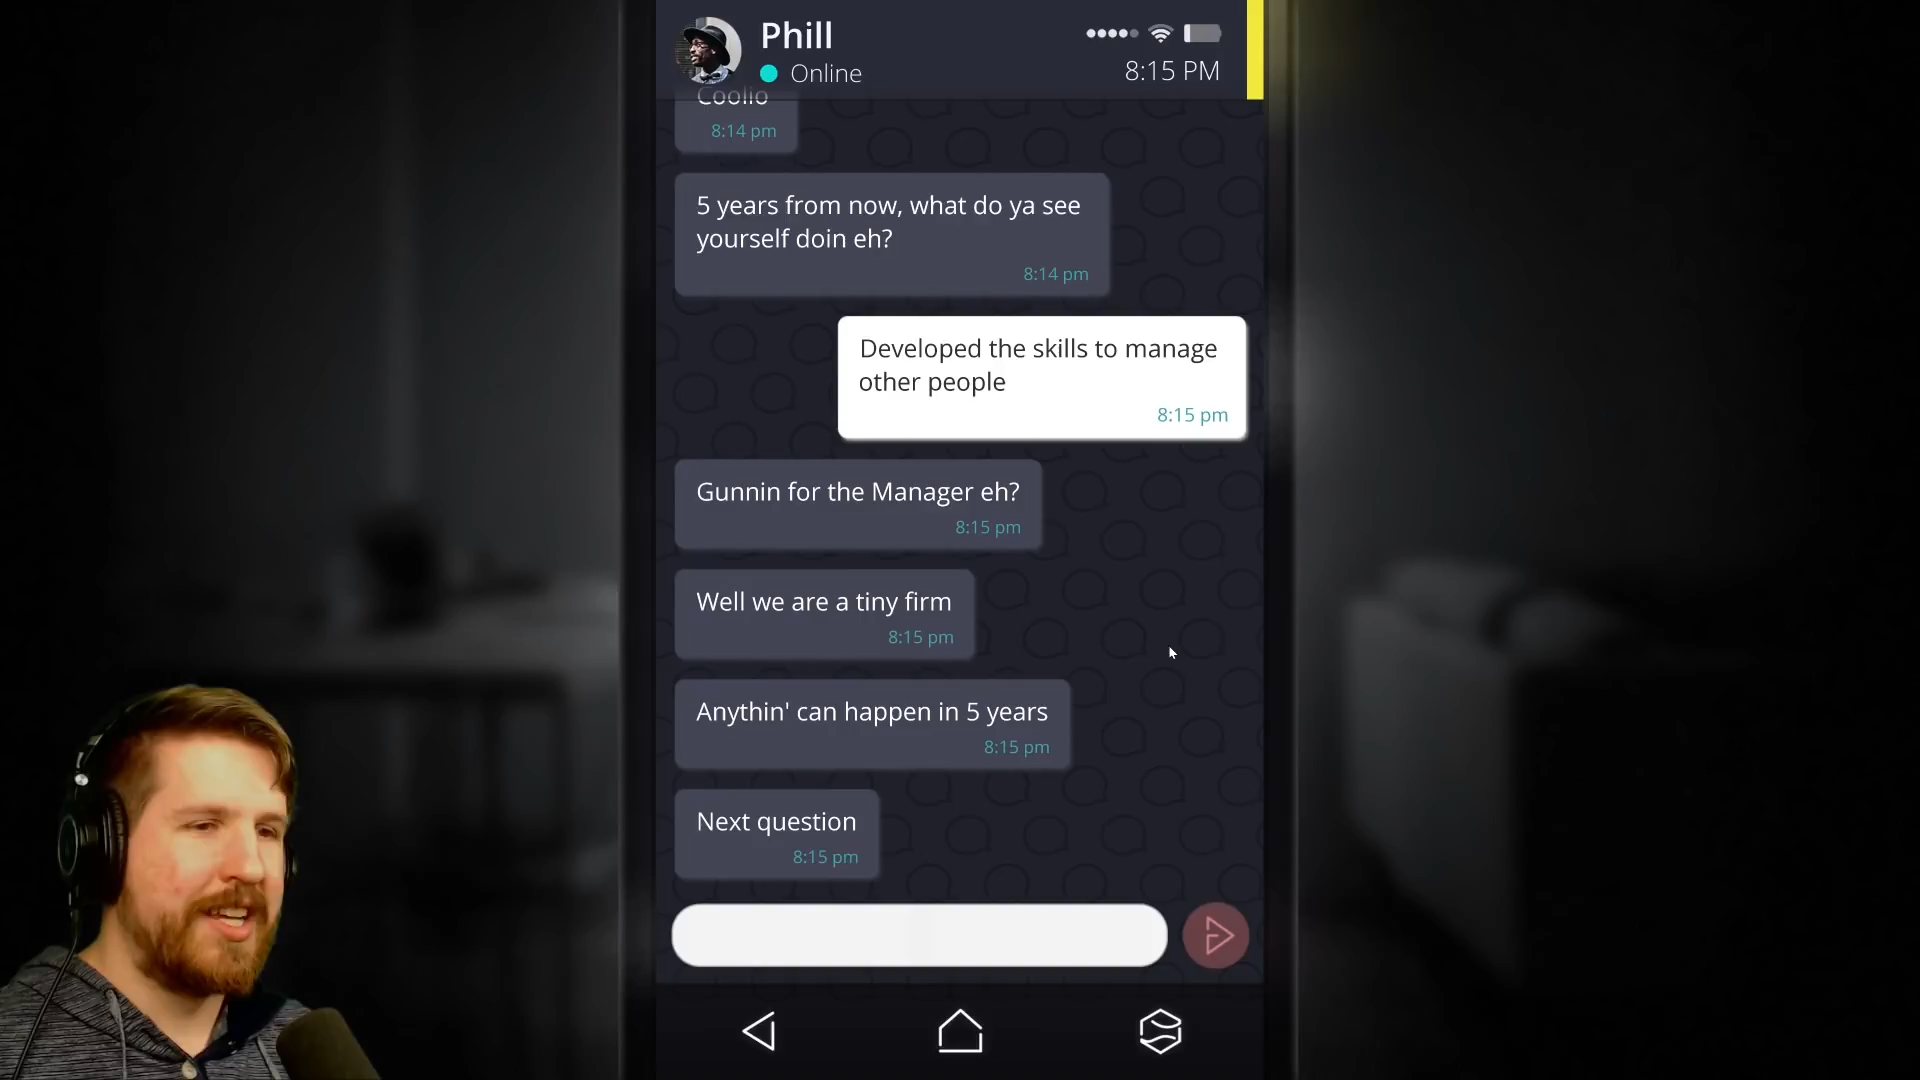 Phill
Online
8:15 PM
Coolio
8:14 pm
5 years from now, what do ya see
yourself doin eh?
8:14 pm
Developed the skills to manage
other people
8:15 pm
Gunnin for the Manager eh?
8:15 pm
Well we are a tiny firm
8:15 pm
Anythin' can happen in 5 years
8:15 pm
Next question
8:15 pm